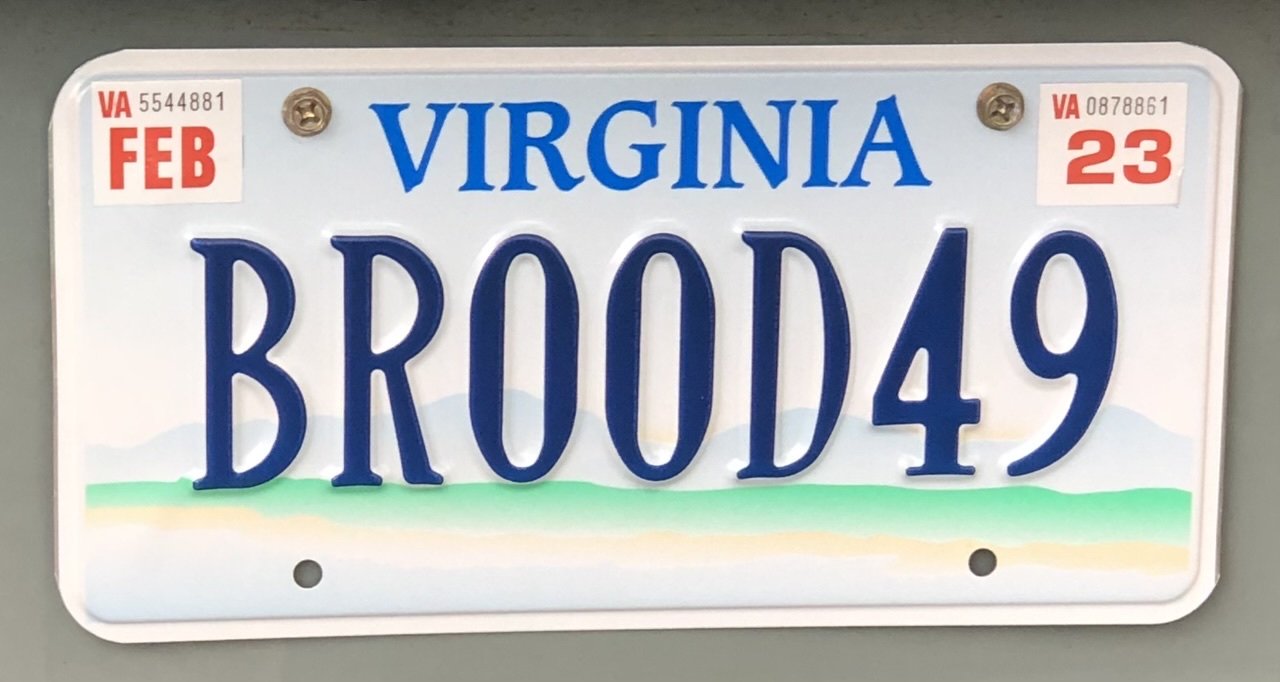 VA 5544881
FEB
VIRGINIA
VA 0878861
23
BROOD49